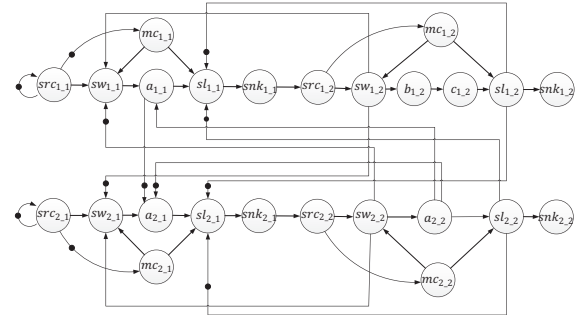 mc1_1 mc1_2
src1_1 sw1_1 a1_1 sl1_1 snk1_1 src1_2 sw1_2 b1_2 c1_2 sl1_2 snk1_2
src2_1 sw2_1 a2_1 sl2_1 snk2_1 src2_2 sw2_2 a2_2 sl2_2 snk2_2
mc2_1 mc2_2